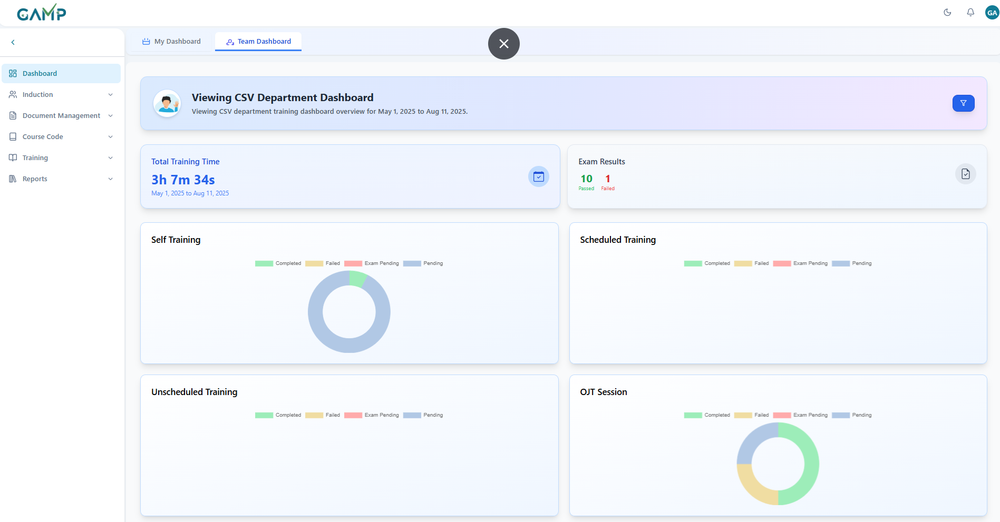 GAMP
GA
My Dashboard
Team Dashboard
Dashboard
Induction
Document Management
Course Code
Training
Reports
Viewing CSV Department Dashboard
Viewing CSV department training dashboard overview for May 1, 2025 to Aug 11, 2025.
Total Training Time
3h 7m 34s
May 1, 2025 to Aug 11, 2025
Exam Results
10 1
Passed Failed
Self Training
Completed Failed Exam Pending Pending
Scheduled Training
Completed Failed Exam Pending Pending
Unscheduled Training
Completed Failed Exam Pending Pending
OJT Session
Completed Failed Exam Pending Pending